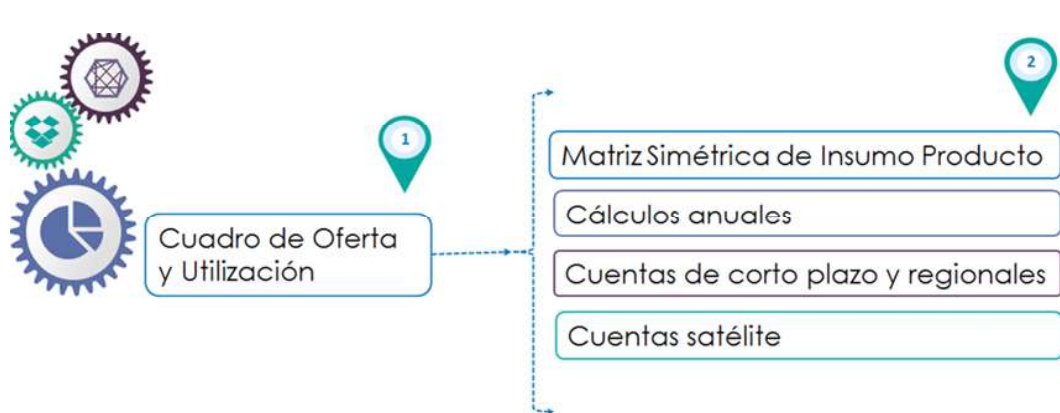 1
2
Cuadro de Oferta
y Utilización
Matriz Simétrica de Insumo Producto
Cálculos anuales
Cuentas de corto plazo y regionales
Cuentas satélite